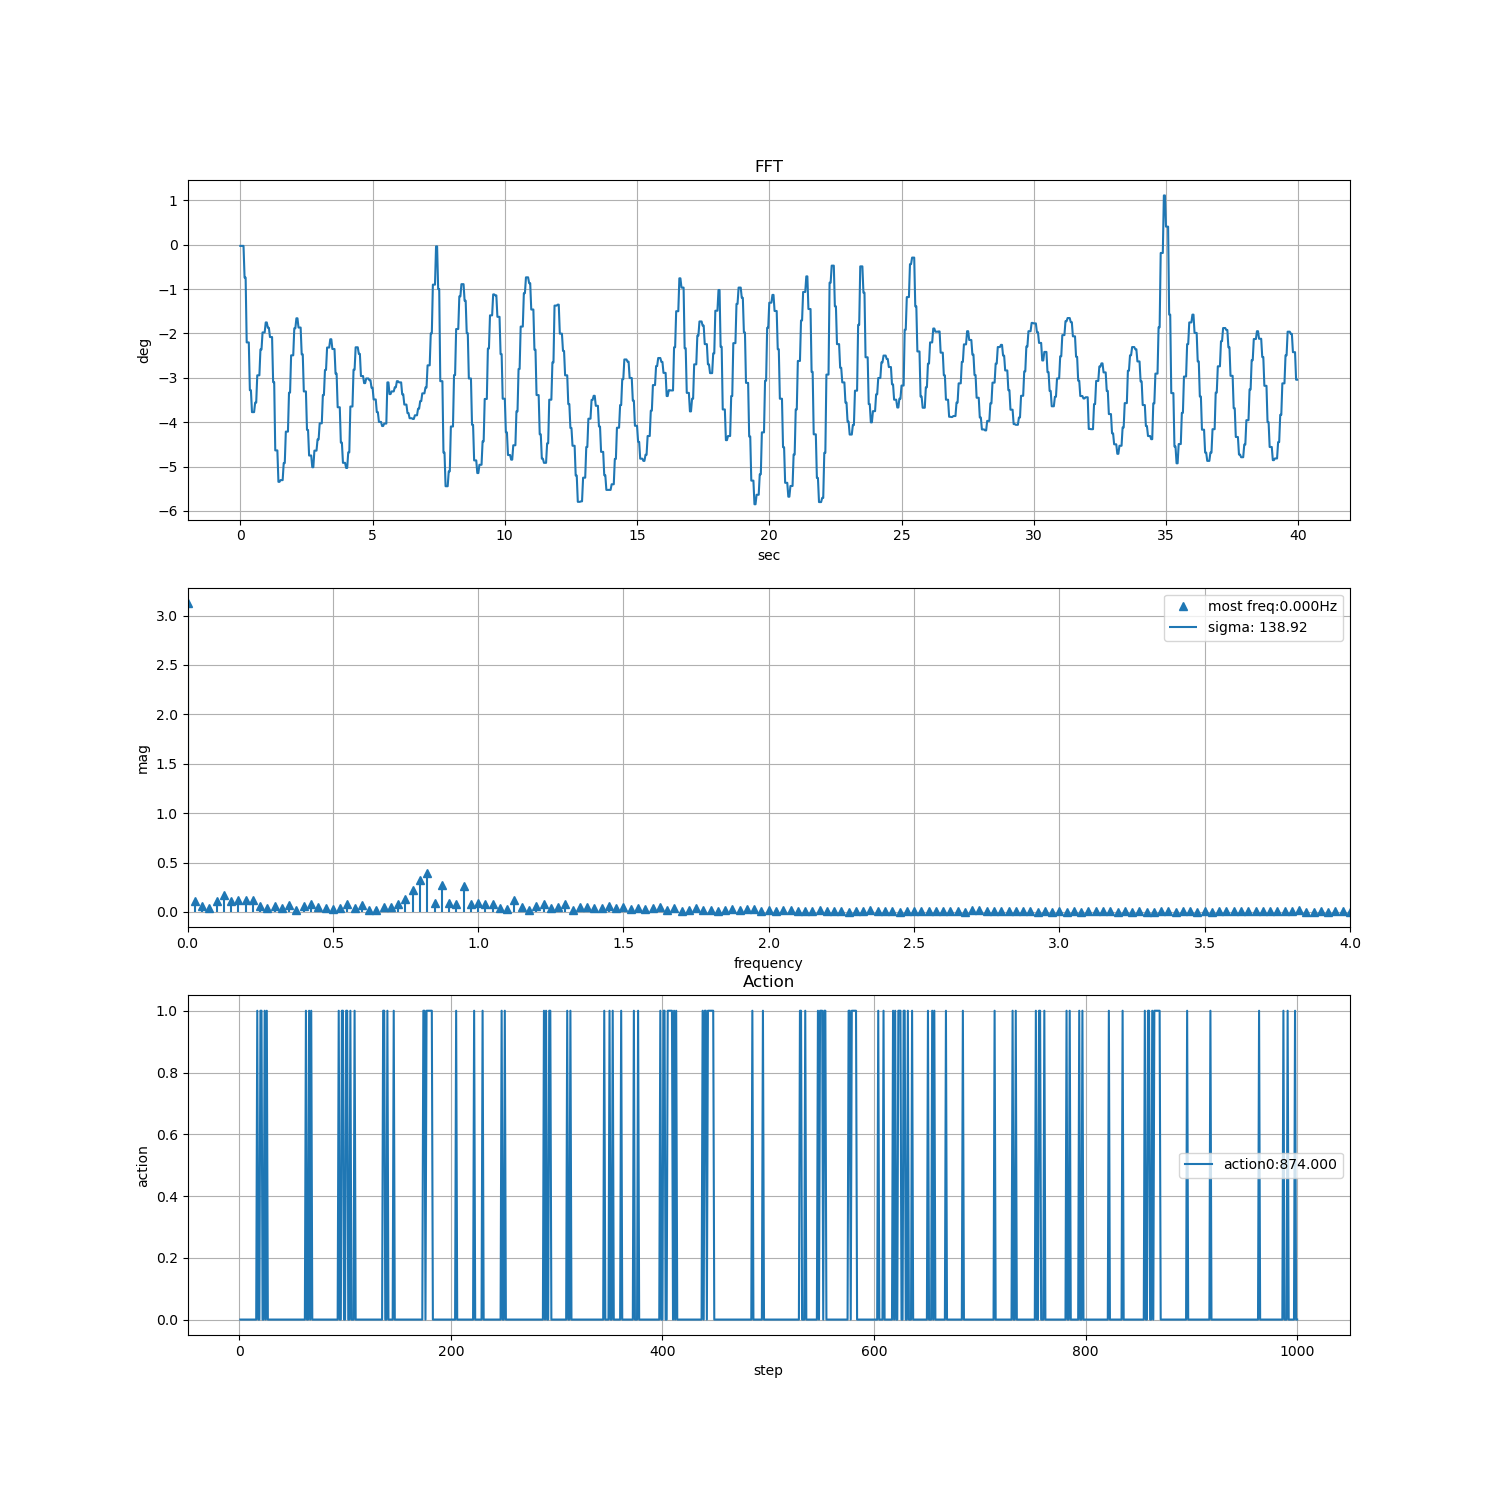 FFT
1
0
−1
−2
−3
−4
−5
−6
deg
0 5 10 15 20 25 30 35 40
sec
3.0
2.5
2.0
1.5
1.0
0.5
0.0
mag
most freq:0.000Hz
sigma: 138.92
0.0 0.5 1.0 1.5 2.0 2.5 3.0 3.5 4.0
frequency
Action
1.0
0.8
0.6
0.4
0.2
0.0
action
action0:874.000
0 200 400 600 800 1000
step